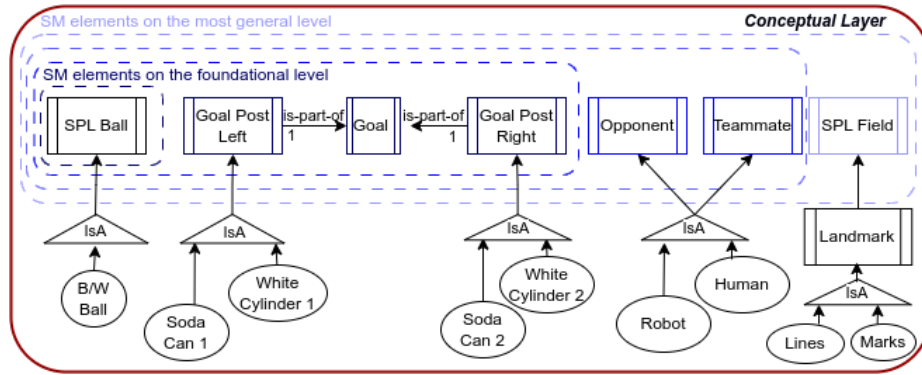 SM elements on the most general level
Conceptual Layer
SM elements on the foundational level
SPL Ball
Goal Post
Left
is-part-of
1
Goal
is-part-of
1
Goal Post
Right
Opponent
Teammate
SPL Field
IsA
IsA
IsA
IsA
Landmark
IsA
B/W
Ball
Soda
Can 1
White
Cylinder 1
Soda
Can 2
White
Cylinder 2
Robot
Human
Lines
Marks